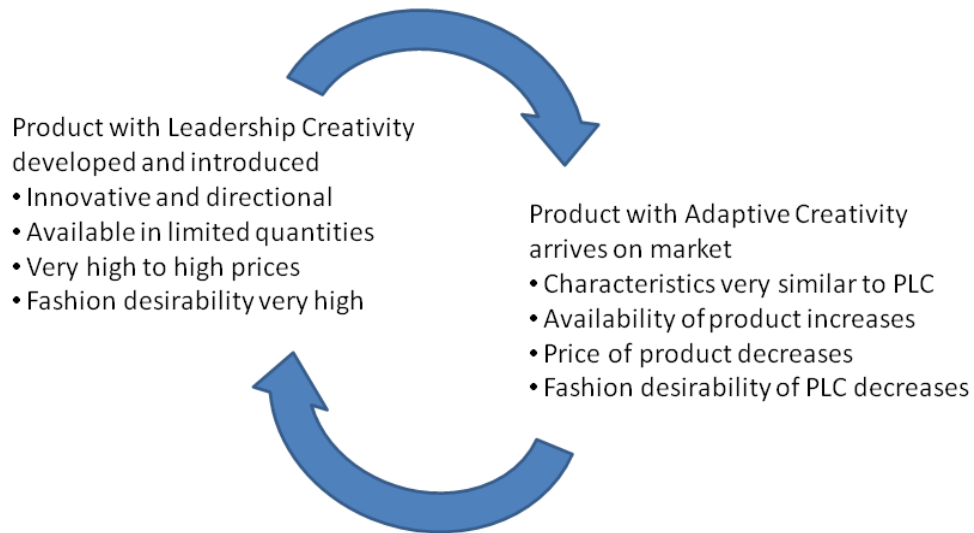 Product with Leadership Creativity
developed and introduced
• Innovative and directional
• Available in limited quantities
• Very high to high prices
• Fashion desirability very high
Product with Adaptive Creativity
arrives on market
• Characteristics very similar to PLC
• Availability of product increases
• Price of product decreases
• Fashion desirability of PLC decreases